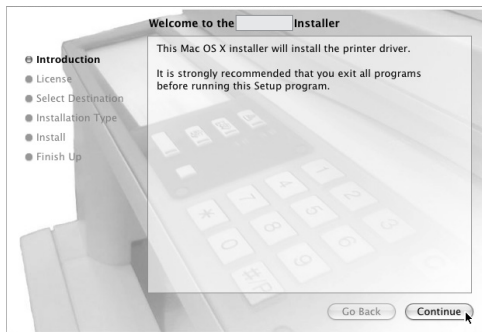 Welcome to the Installer
Introduction
License
Select Destination
Installation Type
Install
Finish Up
This Mac OS X installer will install the printer driver.
It is strongly recommended that you exit all programs
before running this Setup program.
Go Back
Continue